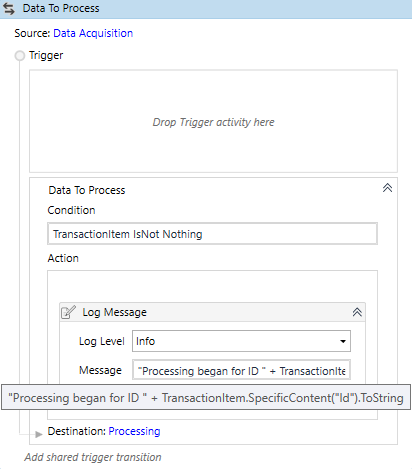 Data To Process
Source: Data Acquisition
Trigger
Drop Trigger activity here
Data To Process
Condition
TransactionItem IsNot Nothing
Action
Log Message
Log Level Info
Message "Processing began for ID " + TransactionIte
"Processing began for ID " + TransactionItem.SpecificContent("Id").ToString
Destination: Processing
Add shared trigger transition